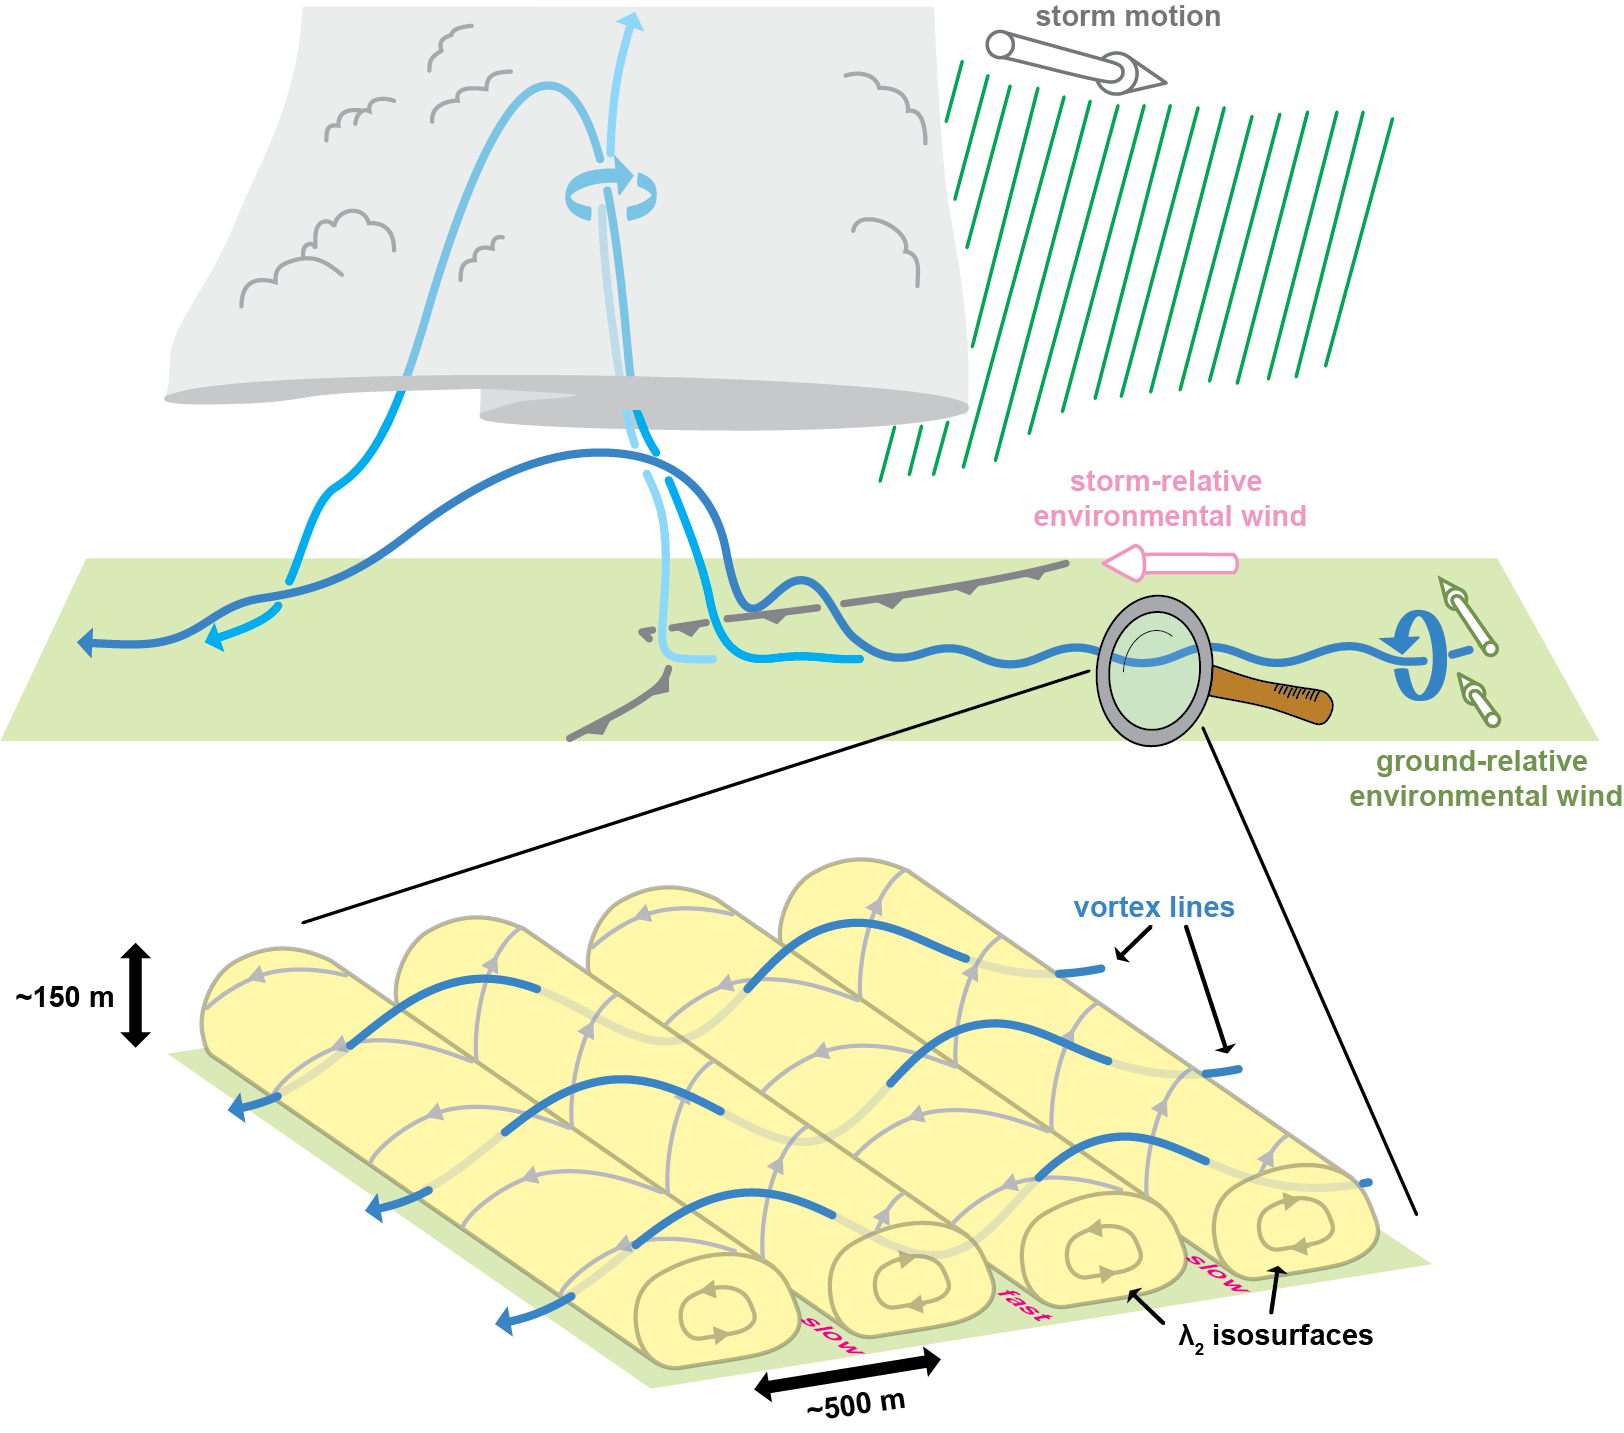 storm motion
storm-relative
environmental wind
ground-relative
environmental wind
vortex lines
~150 m
slow
fast
slow
λ2 isosurfaces
~500 m